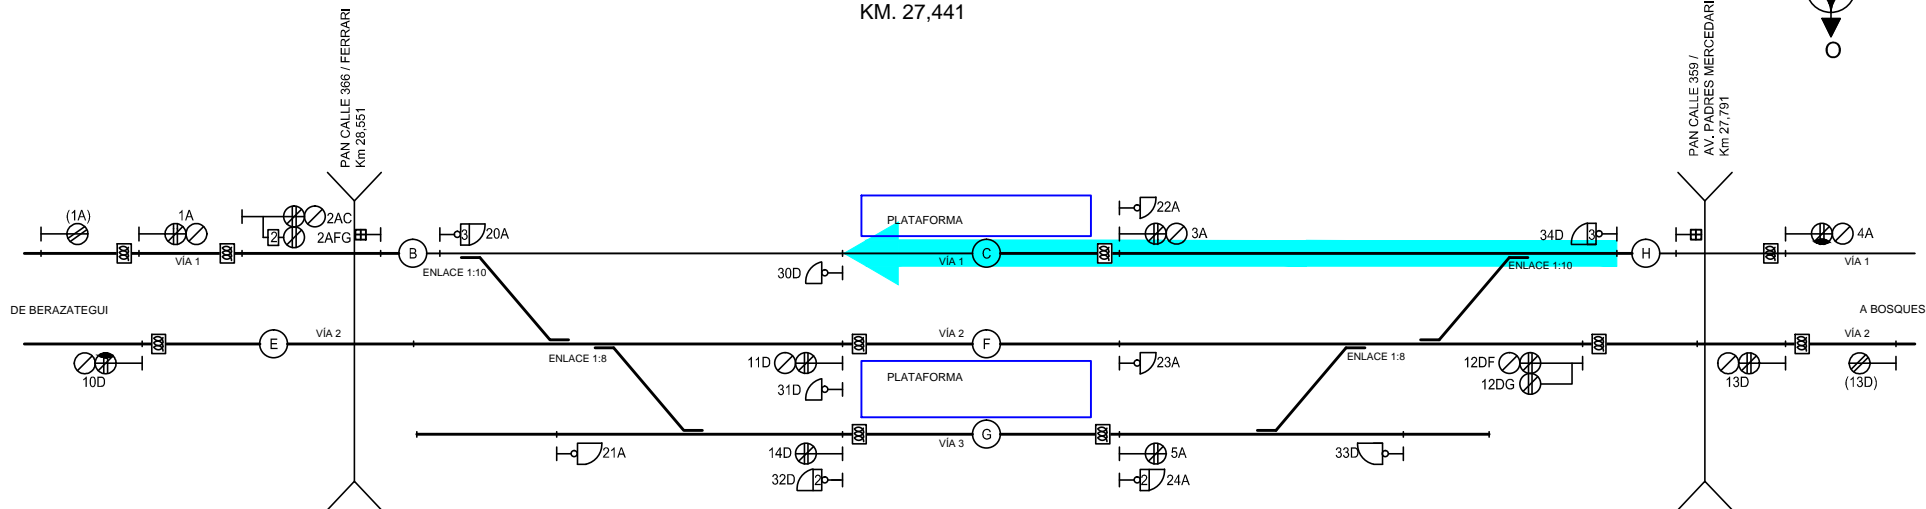 KM. 27,441
O
PAN CALLE 366 / FERRARI
Km 28,551
PAN CALLE 359 /
AV. PADRES MERCEDARI
Km 27,791
(1A)
1A
2AC
2
2AFG
3
20A
PLATAFORMA
22A
3A
34D
3
4A
B
C
H
VÍA 1
ENLACE 1:10
30D
VÍA 1
ENLACE 1:10
VÍA 1
DE BERAZATEGUI
A BOSQUES
VÍA 2
VÍA 2
VÍA 2
E
F
10D
ENLACE 1:8
11D
31D
PLATAFORMA
23A
ENLACE 1:8
12DF
12DG
13D
(13D)
G
VÍA 3
21A
14D
32D
2
5A
2
24A
33D